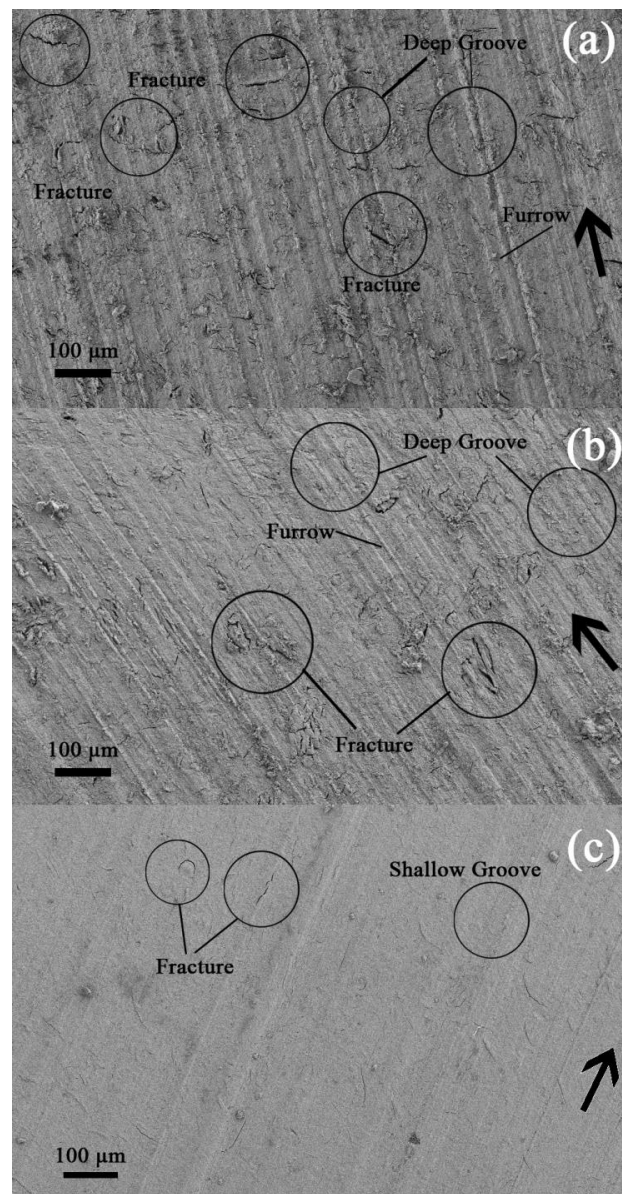 (a)
Deep Groove
Fracture
Fracture
Furrow
Fracture
100 μm
(b)
Deep Groove
Furrow
Fracture
100 μm
(c)
Shallow Groove
Fracture
100 μm